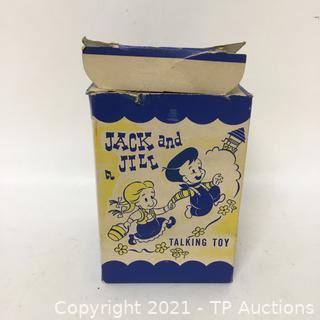 JACK and
JILL
TALKING TOY
Copyright 2021 - TP Auctions